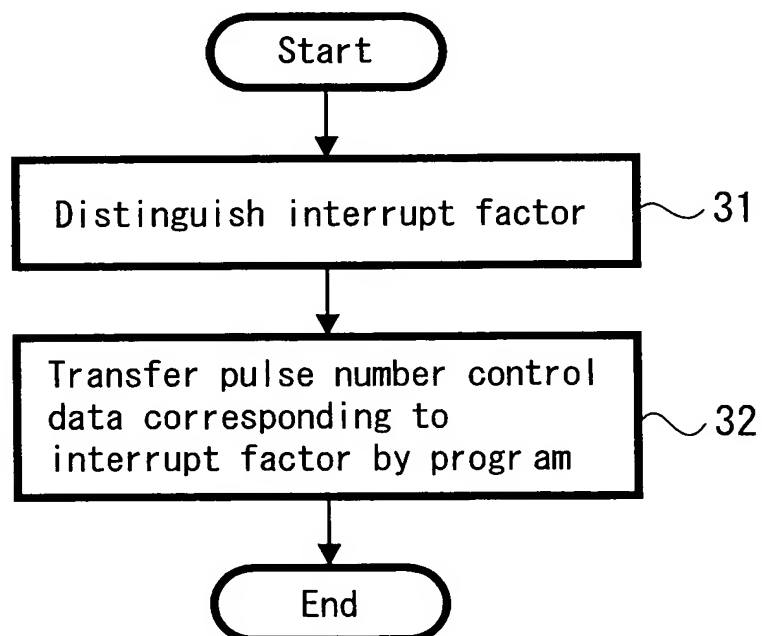 Start
Distinguish interrupt factor
31
Transfer pulse number control
data corresponding to
interrupt factor by program
32
End